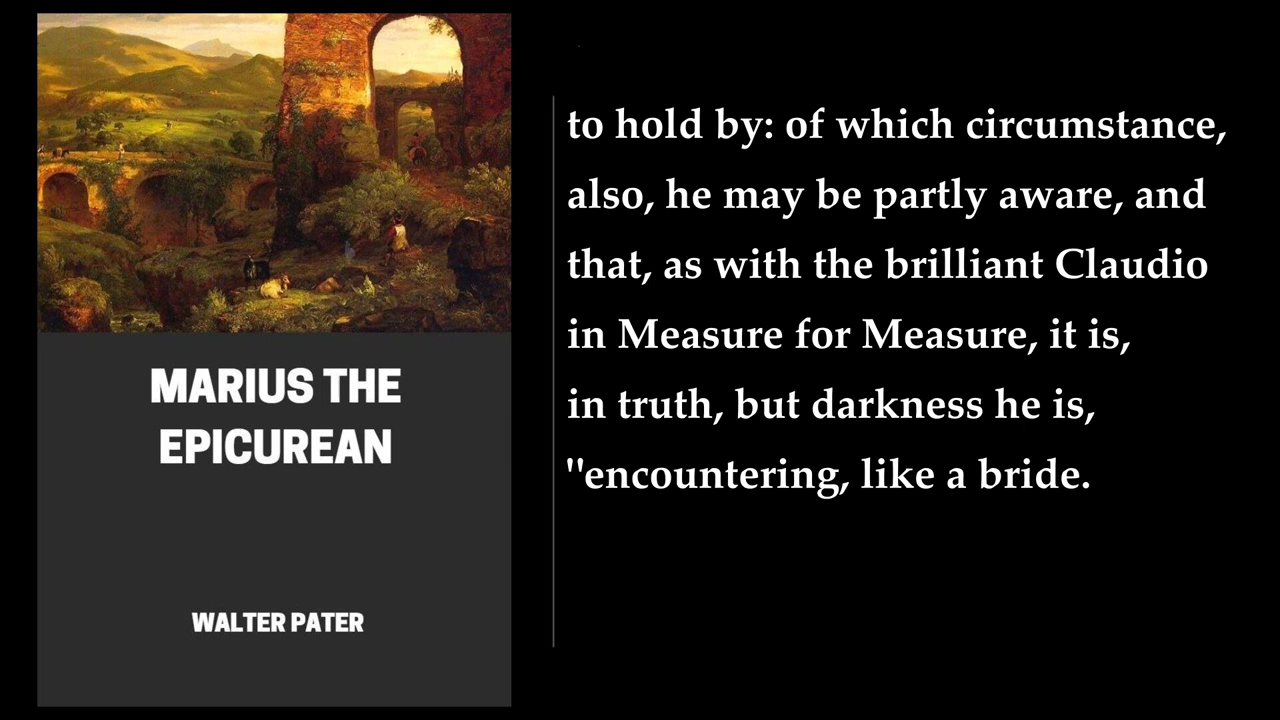 MARIUS THE
EPICUREAN
WALTER PATER
to hold by: of which circumstance,
also, he may be partly aware, and
that, as with the brilliant Claudio
in Measure for Measure, it is,
in truth, but darkness he is,
"encountering, like a bride.